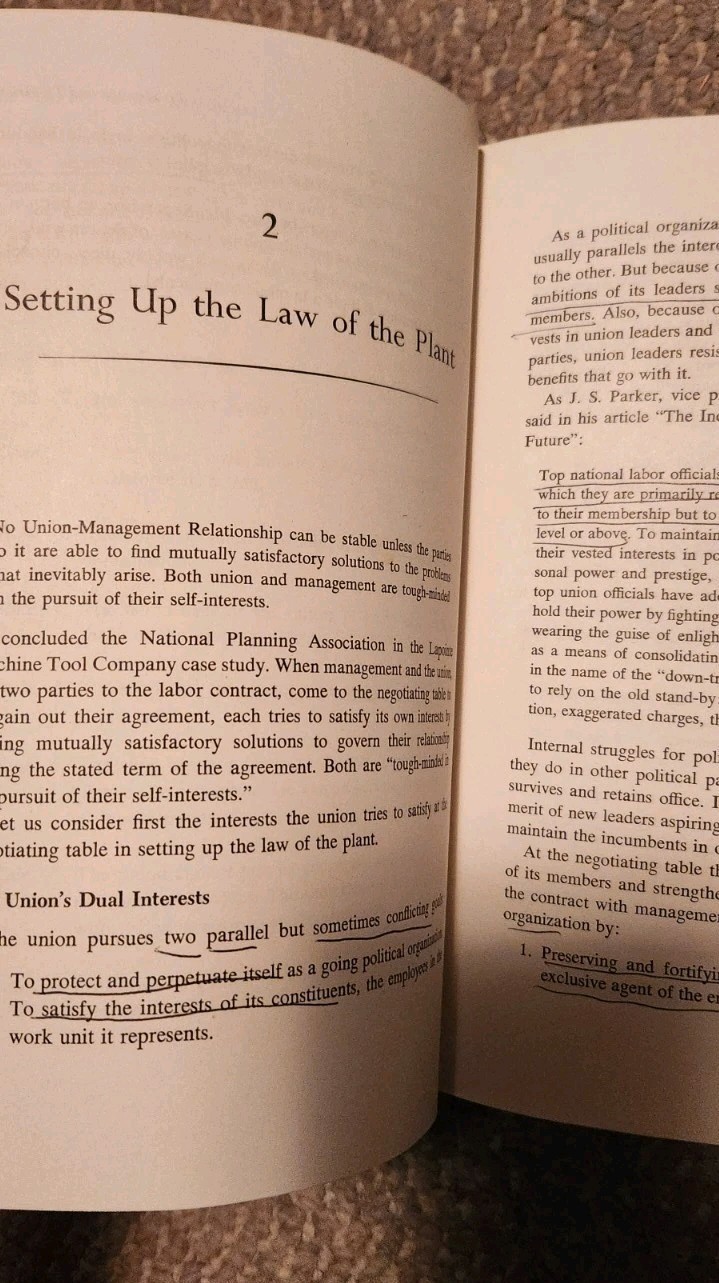 2
Setting Up the Law of the Plant
No Union-Management Relationship can be stable unless the parties
it are able to find mutually satisfactory solutions to the problems
that inevitably arise. Both union and management are tough-minded
the pursuit of their self-interests.
concluded the National Planning Association in the Lapointe
chine Tool Company case study. When management and the union,
two parties to the labor contract, come to the negotiating table to
gain out their agreement, each tries to satisfy its own interests by
ing mutually satisfactory solutions to govern their relationship
ng the stated term of the agreement. Both are "tough-minded in
pursuit of their self-interests."
et us consider first the interests the union tries to satisfy at the
otiating table in setting up the law of the plant.
Union's Dual Interests
he union pursues two parallel but sometimes conflicting goals
To protect and perpetuate itself as a going political organization
To satisfy the interests of its constituents, the employees in the
work unit it represents.
As a political organiza
usually parallels the inter
to the other. But because
ambitions of its leaders s
members. Also, because o
vests in union leaders and
parties, union leaders resis
benefits that go with it.
As J. S. Parker, vice p
said in his article "The In
Future":
Top national labor officials
which they are primarily re
to their membership but to
level or above. To maintain
their vested interests in po
sonal power and prestige,
top union officials have ad
hold their power by fighting
wearing the guise of enligh
as a means of consolidatin
in the name of the "down-tr
to rely on the old stand-by
tion, exaggerated charges, th
Internal struggles for pol
they do in other political pa
survives and retains office. I
merit of new leaders aspiring
maintain the incumbents in
At the negotiating table th
of its members and strengthe
the contract with manageme
organization by:
1. Preserving and fortifyin
exclusive agent of the e